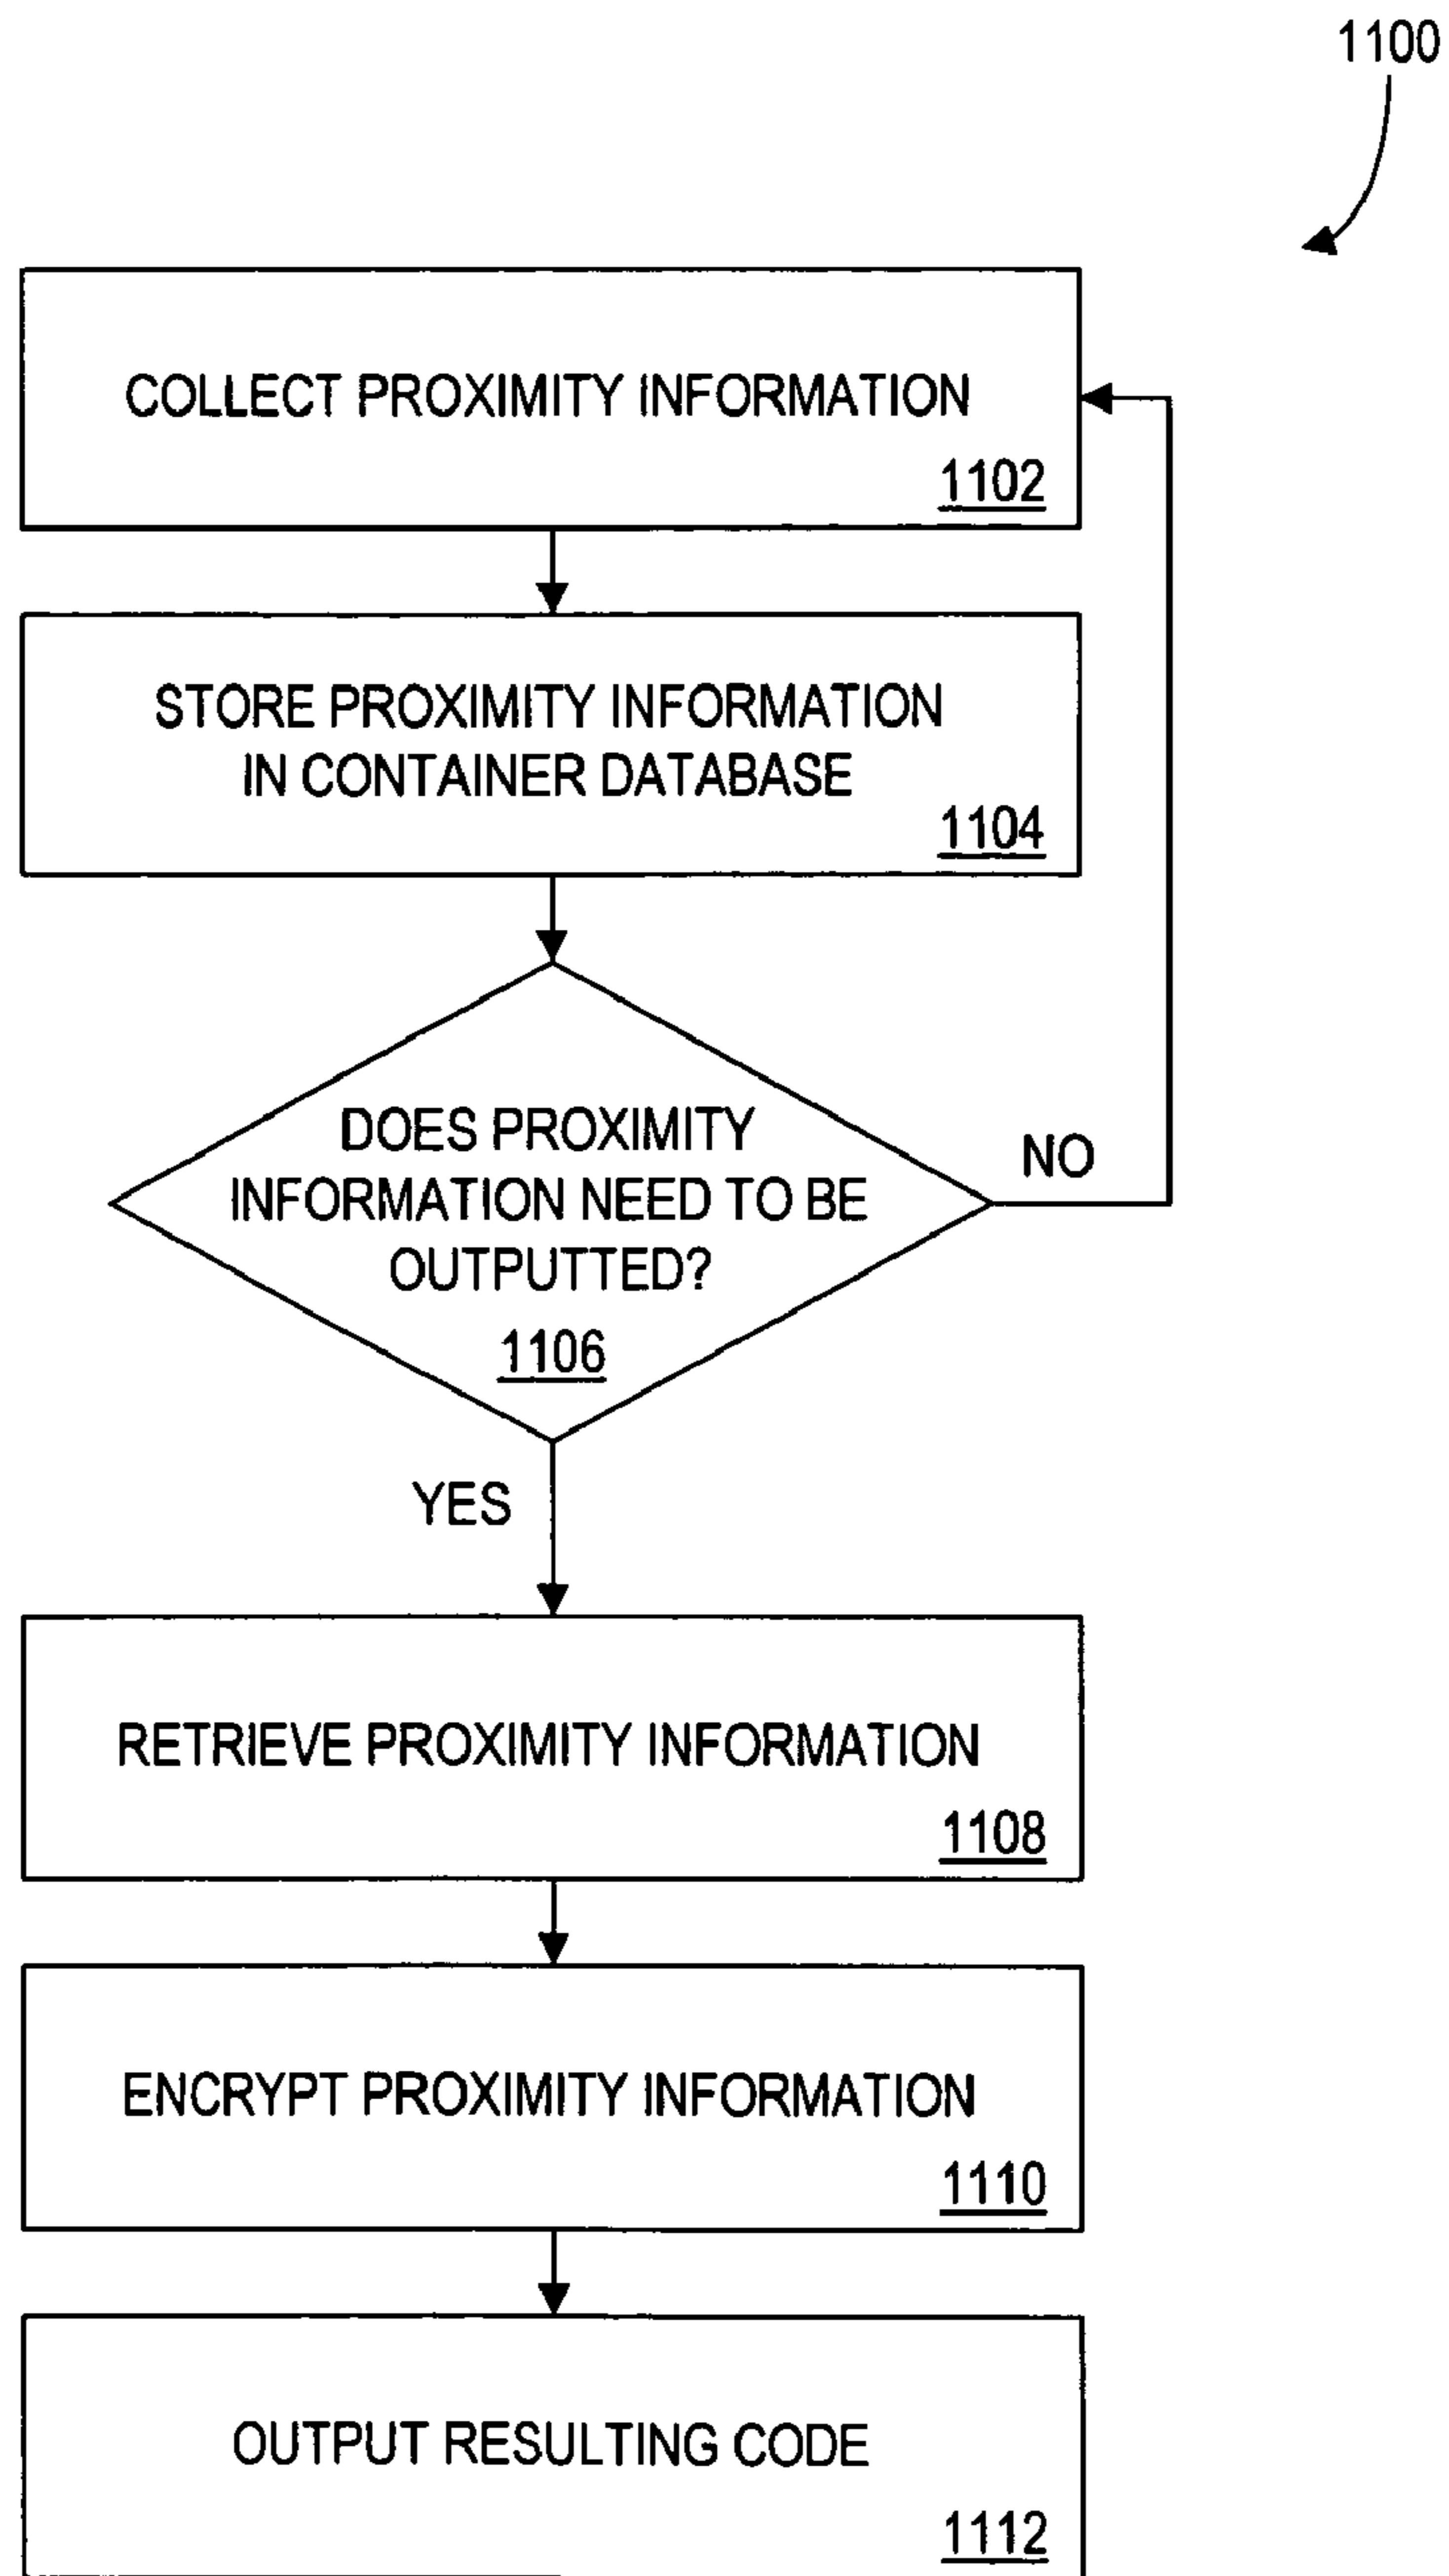 1100
COLLECT PROXIMITY INFORMATION
1102
STORE PROXIMITY INFORMATION
IN CONTAINER DATABASE
1104
DOES PROXIMITY
INFORMATION NEED TO BE
OUTPUTTED?
1106
NO
YES
RETRIEVE PROXIMITY INFORMATION
1108
ENCRYPT PROXIMITY INFORMATION
1110
OUTPUT RESULTING CODE
1112